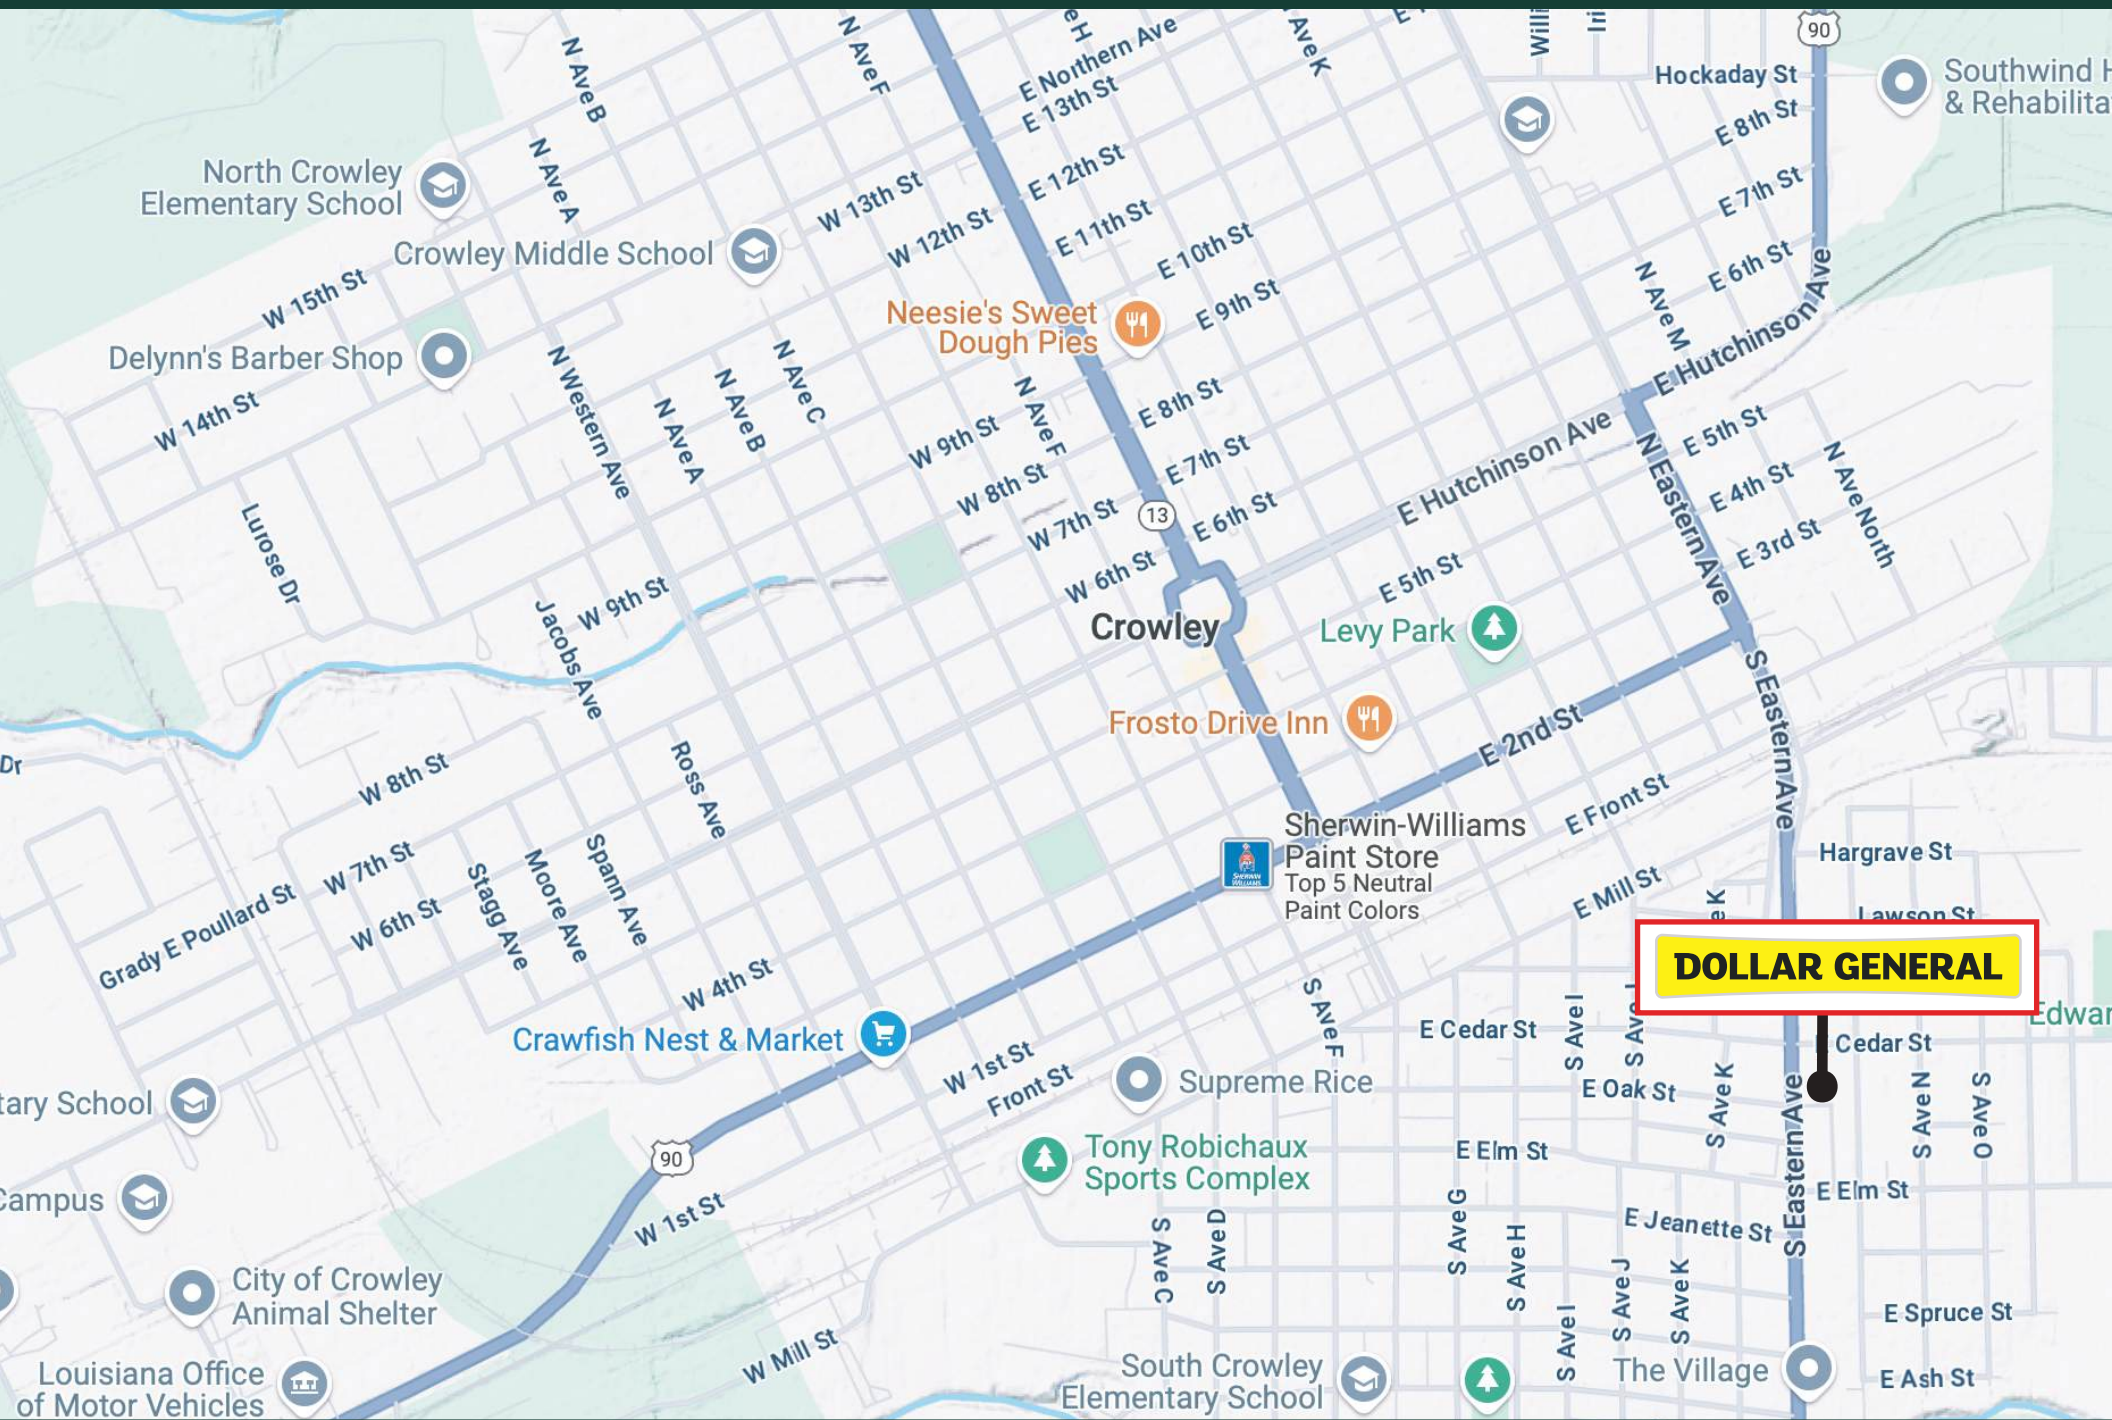 N Ave B
N Ave F
E Northern Ave
E 13th St
Ave K
90
Hockaday St
Southwind H
& Rehabilita
E 8th St
E 12th St
North Crowley
Elementary School
N Ave A
W 13th St
E 7th St
W 12th St
E 11th St
Crowley Middle School
E 10th St
E 6th St
W 15th St
N Ave M
E 9th St
Neesie's Sweet
Dough Pies
E Hutchinson Ave
Delynn's Barber Shop
N Western Ave
N Ave C
N Ave B
N Ave A
N Ave F
E 8th St
W 14th St
W 9th St
E 5th St
E Hutchinson Ave
E 7th St
W 8th St
E 4th St
N Ave North
13
W 7th St
E 6th St
N Eastern Ave
E 3rd St
Lurose Dr
W 6th St
E 5th St
W 9th St
Jacobs Ave
Crowley
Levy Park
S Eastern Ave
Frosto Drive Inn
E 2nd St
Dr
W 8th St
Ross Ave
E Front St
Sherwin-Williams
Paint Store
Top 5 Neutral
Paint Colors
SHERWIN
WILLIAMS
Hargrave St
W 7th St
Stagg Ave
Moore Ave
Spann Ave
E Mill St
e K
Lawson St
Grady E Poullard St
W 6th St
DOLLAR GENERAL
W 4th St
Edwar
Crawfish Nest & Market
S Ave F
E Cedar St
S Ave I
S Ave
Cedar St
W 1st St
Front St
Supreme Rice
E Oak St
S Ave K
S Eastern Ave
S Ave N
S Ave O
tary School
90
Tony Robichaux
Sports Complex
E Elm St
E Elm St
Campus
W 1st St
S Ave C
S Ave D
S Ave G
S Ave H
E Jeanette St
S Ave J
S Ave K
City of Crowley
Animal Shelter
S Ave I
E Spruce St
W Mill St
Louisiana Office
of Motor Vehicles
South Crowley
Elementary School
The Village
E Ash St